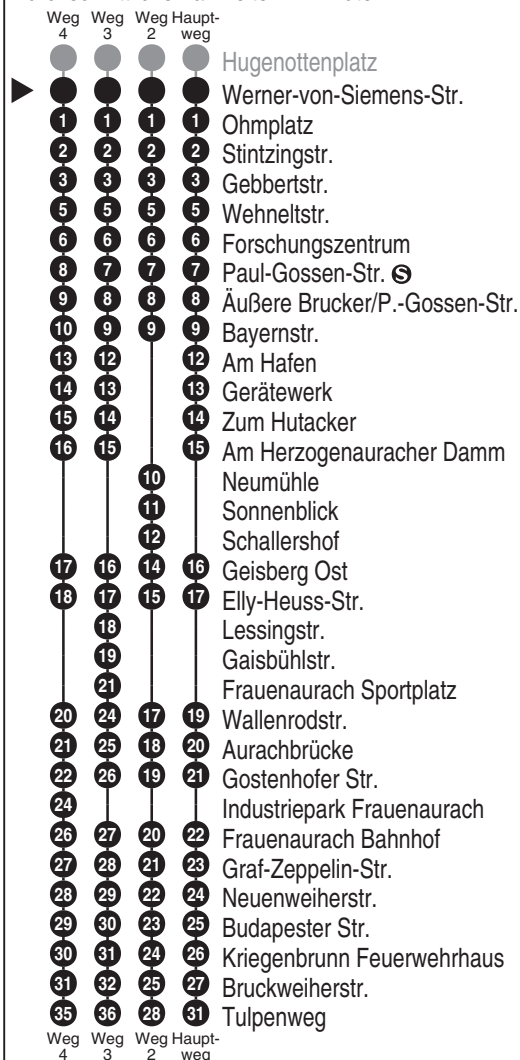 Weg Weg Weg Haupt-
4 3 2 weg
Hugenottenplatz
Werner-von-Siemens-Str.
1 1 1 1 Ohmplatz
2 2 2 2 Stintzingstr.
3 3 3 3 Gebbertstr.
5 5 5 5 Wehneltstr.
6 6 6 6 Forschungszentrum
8 7 7 7 Paul-Gossen-Str. S
9 8 8 8 Äußere Brucker/P.-Gossen-Str.
10 9 9 9 Bayernstr.
13 12 12 Am Hafen
14 13 13 Gerätewerk
15 14 14 Zum Hutacker
16 15 15 Am Herzogenauracher Damm
10 Neumühle
11 Sonnenblick
12 Schallershof
17 16 14 16 Geisberg Ost
18 17 15 17 Elly-Heuss-Str.
18 Lessingstr.
19 Gaisbühlstr.
21 Frauenaurach Sportplatz
20 24 17 19 Wallenrodstr.
21 25 18 20 Aurachbrücke
22 26 19 21 Gostenhofer Str.
24 Industriepark Frauenaurach
26 27 20 22 Frauenaurach Bahnhof
27 28 21 23 Graf-Zeppelin-Str.
28 29 22 24 Neuenweiherstr.
29 30 23 25 Budapester Str.
30 31 24 26 Kriegenbrunn Feuerwehrhaus
31 32 25 27 Bruckweiherstr.
35 36 28 31 Tulpenweg
Weg Weg Weg Haupt-
4 3 2 weg